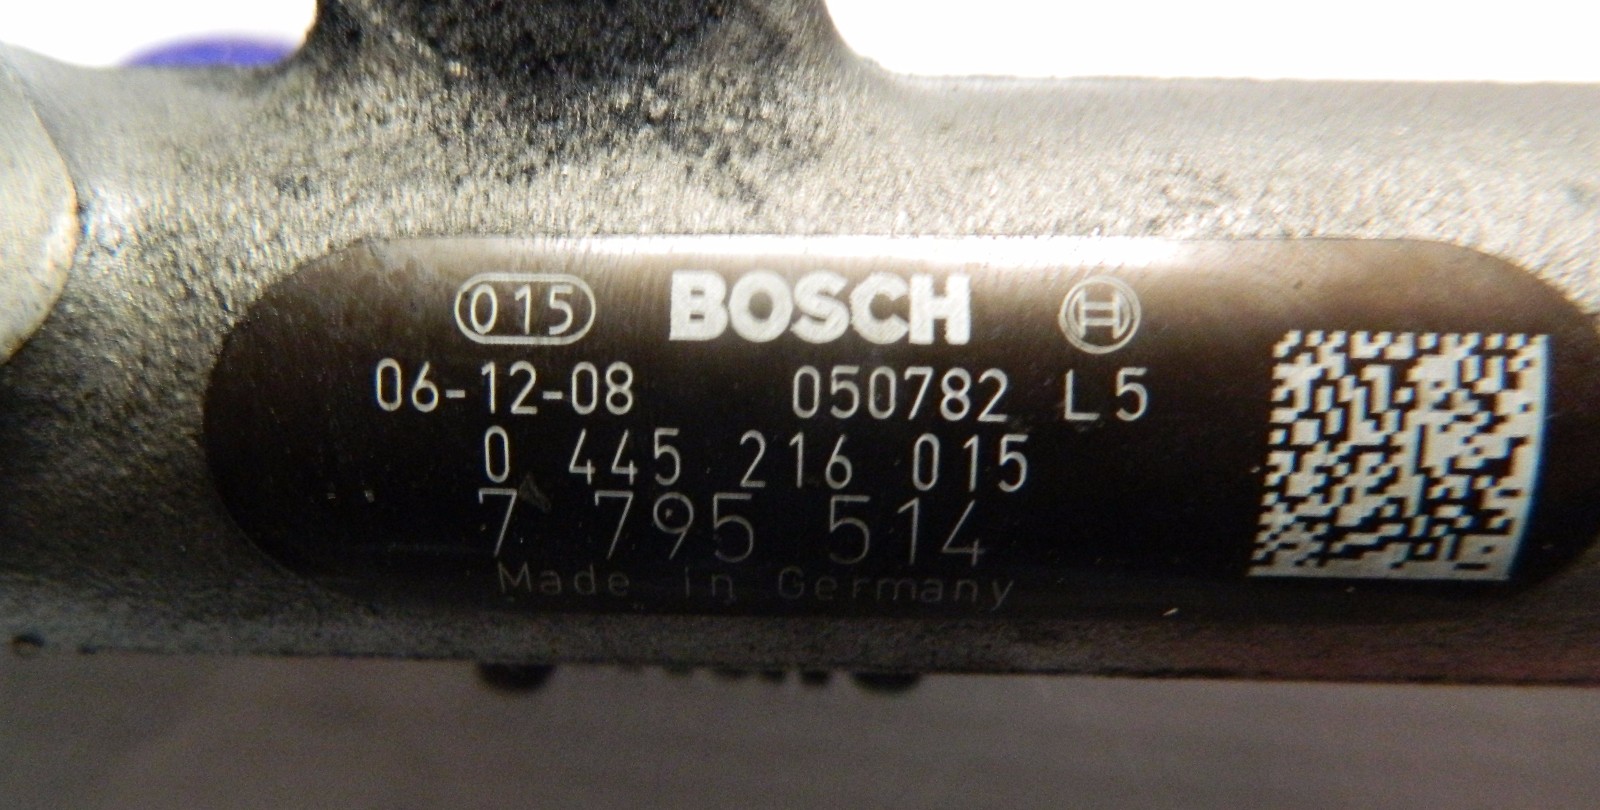 015 BOSCH
06-12-08 050782 L5
0 445 216 015
7 795 514
Made in Germany